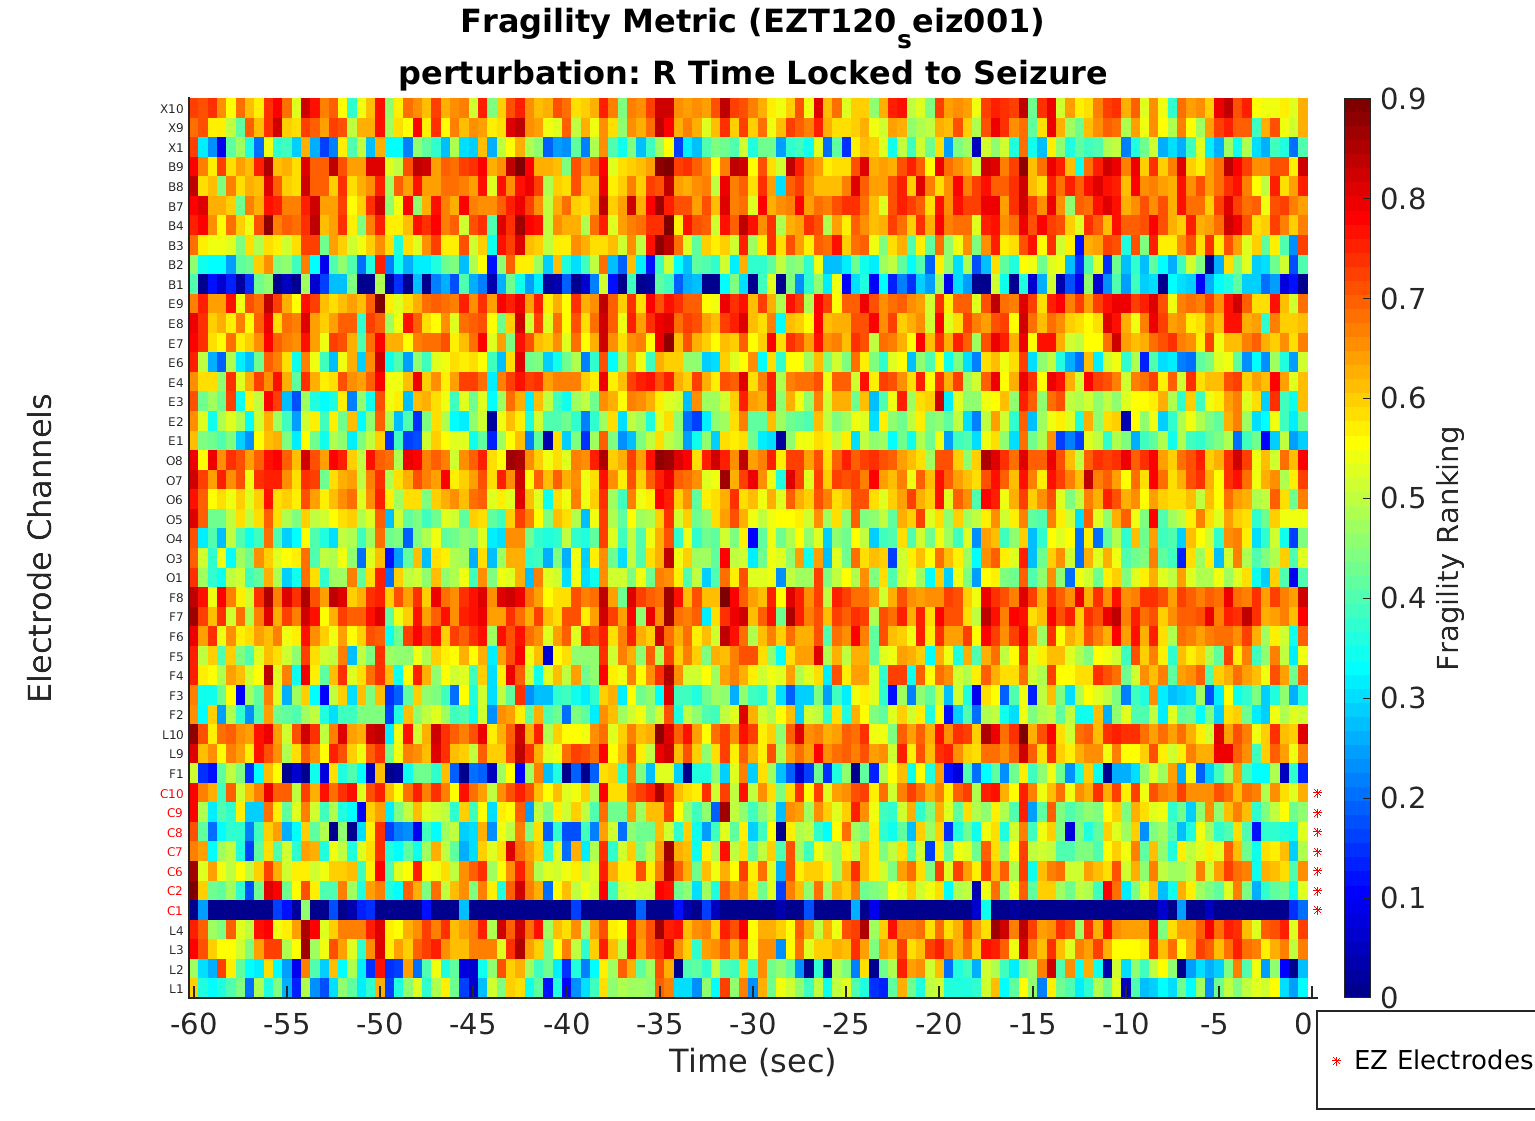 Fragility Metric (EZT120seiz001)
perturbation: R Time Locked to Seizure
Electrode Channels
X10
X9
X1
B9
B8
B7
B4
B3
B2
B1
E9
E8
E7
E6
E4
E3
E2
E1
O8
O7
O6
O5
O4
O3
O1
F8
F7
F6
F5
F4
F3
F2
L10
L9
F1
C10
C9
C8
C7
C6
C2
C1
L4
L3
L2
L1
-60 -55 -50 -45 -40 -35 -30 -25 -20 -15 -10 -5 0
Time (sec)
0.9
0.8
0.7
0.6
0.5
0.4
0.3
0.2
0.1
0
Fragility Ranking
EZ Electrodes